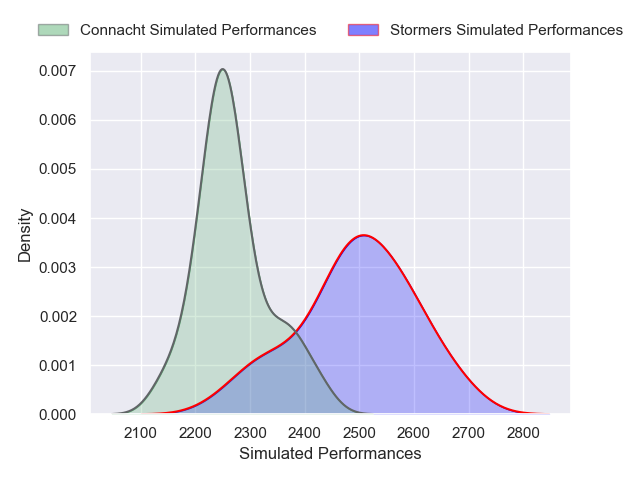 Connacht Simulated Performances Stormers Simulated Performances
0.007
0.006
0.005
0.004
0.003
0.002
0.001
0.000
Density
2100 2200 2300 2400 2500 2600 2700 2800
Simulated Performances